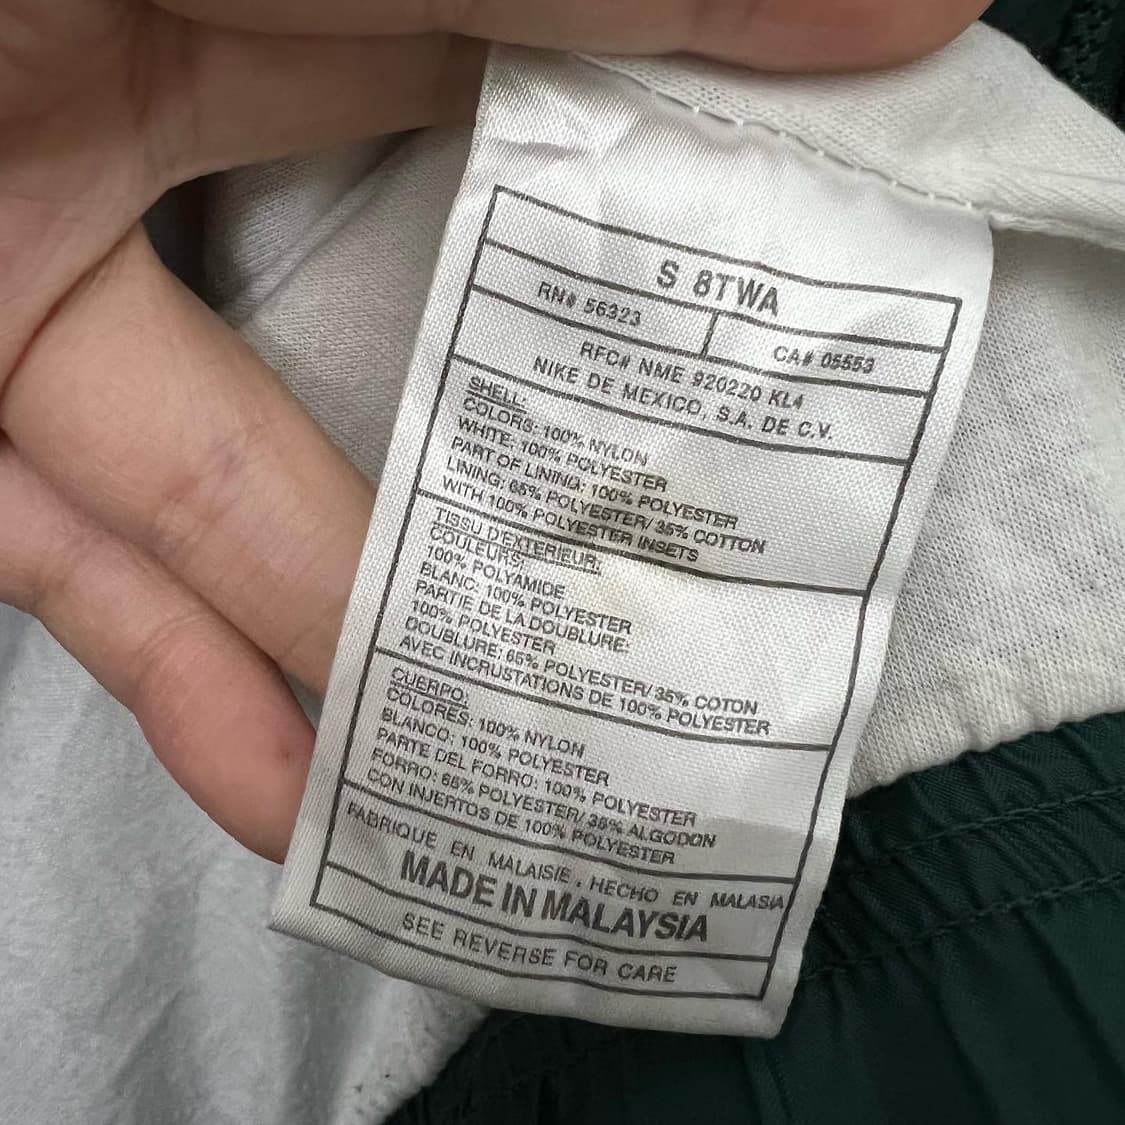 S 8TWA
RN# 56323
CA# 05553
RFC# NME 920220 KL4
NIKE DE MEXICO, S.A. DE C.V.
SHELL:
COLORS: 100% NYLON
WHITE: 100% POLYESTER
PART OF LINING: 100% POLYESTER
LINING: 65% POLYESTER/ 35% COTTON
WITH 100% POLYESTER INSETS
TISSU D'EXTERIEUR:
COULEURS:
100% POLYAMIDE
BLANC: 100% POLYESTER
PARTIE DE LA DOUBLURE:
100% POLYESTER
DOUBLURE: 65% POLYESTER/ 35% COTON
AVEC INCRUSTATIONS DE 100% POLYESTER
CUERPO:
COLORES: 100% NYLON
BLANCO: 100% POLYESTER
PARTE DEL FORRO: 100% POLYESTER
FORRO: 65% POLYESTER/ 35% ALGODON
CON INJERTOS DE 100% POLYESTER
FABRIQUE EN MALAISIE . HECHO EN MALASIA
MADE IN MALAYSIA
SEE REVERSE FOR CARE